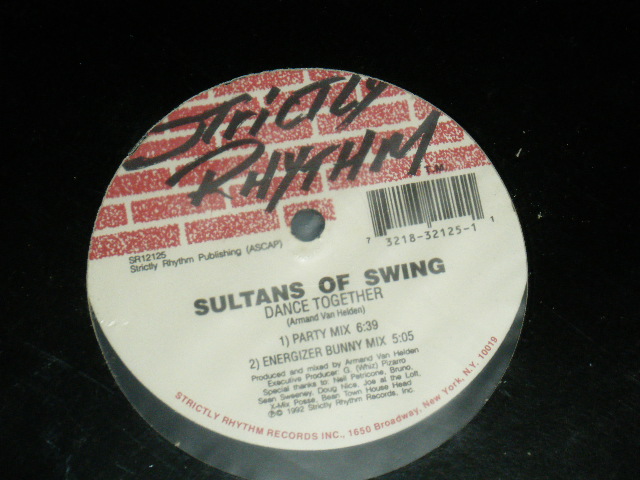 STRICTLY
RHYTHM
T.M.
7 3218-32125-1 1
SR12125
Strictly Rhythm Publishing (ASCAP)
SULTANS OF SWING
DANCE TOGETHER
(Armand Van Helden)
1) PARTY MIX 6:39
2) ENERGIZER BUNNY MIX 5:05
Produced and mixed by Armand Van Helden
Executive Producer: G. (Whiz) Pizarro
Special thanks to: Neil Petricone, Bruno,
Sean Sweeney, Doug Nice, Joe at the Loft,
X-Mix Posse, Bean Town House Head
℗© 1992 Strictly Rhythm Records, Inc.
STRICTLY RHYTHM RECORDS INC., 1650 Broadway, New York, N.Y. 10019